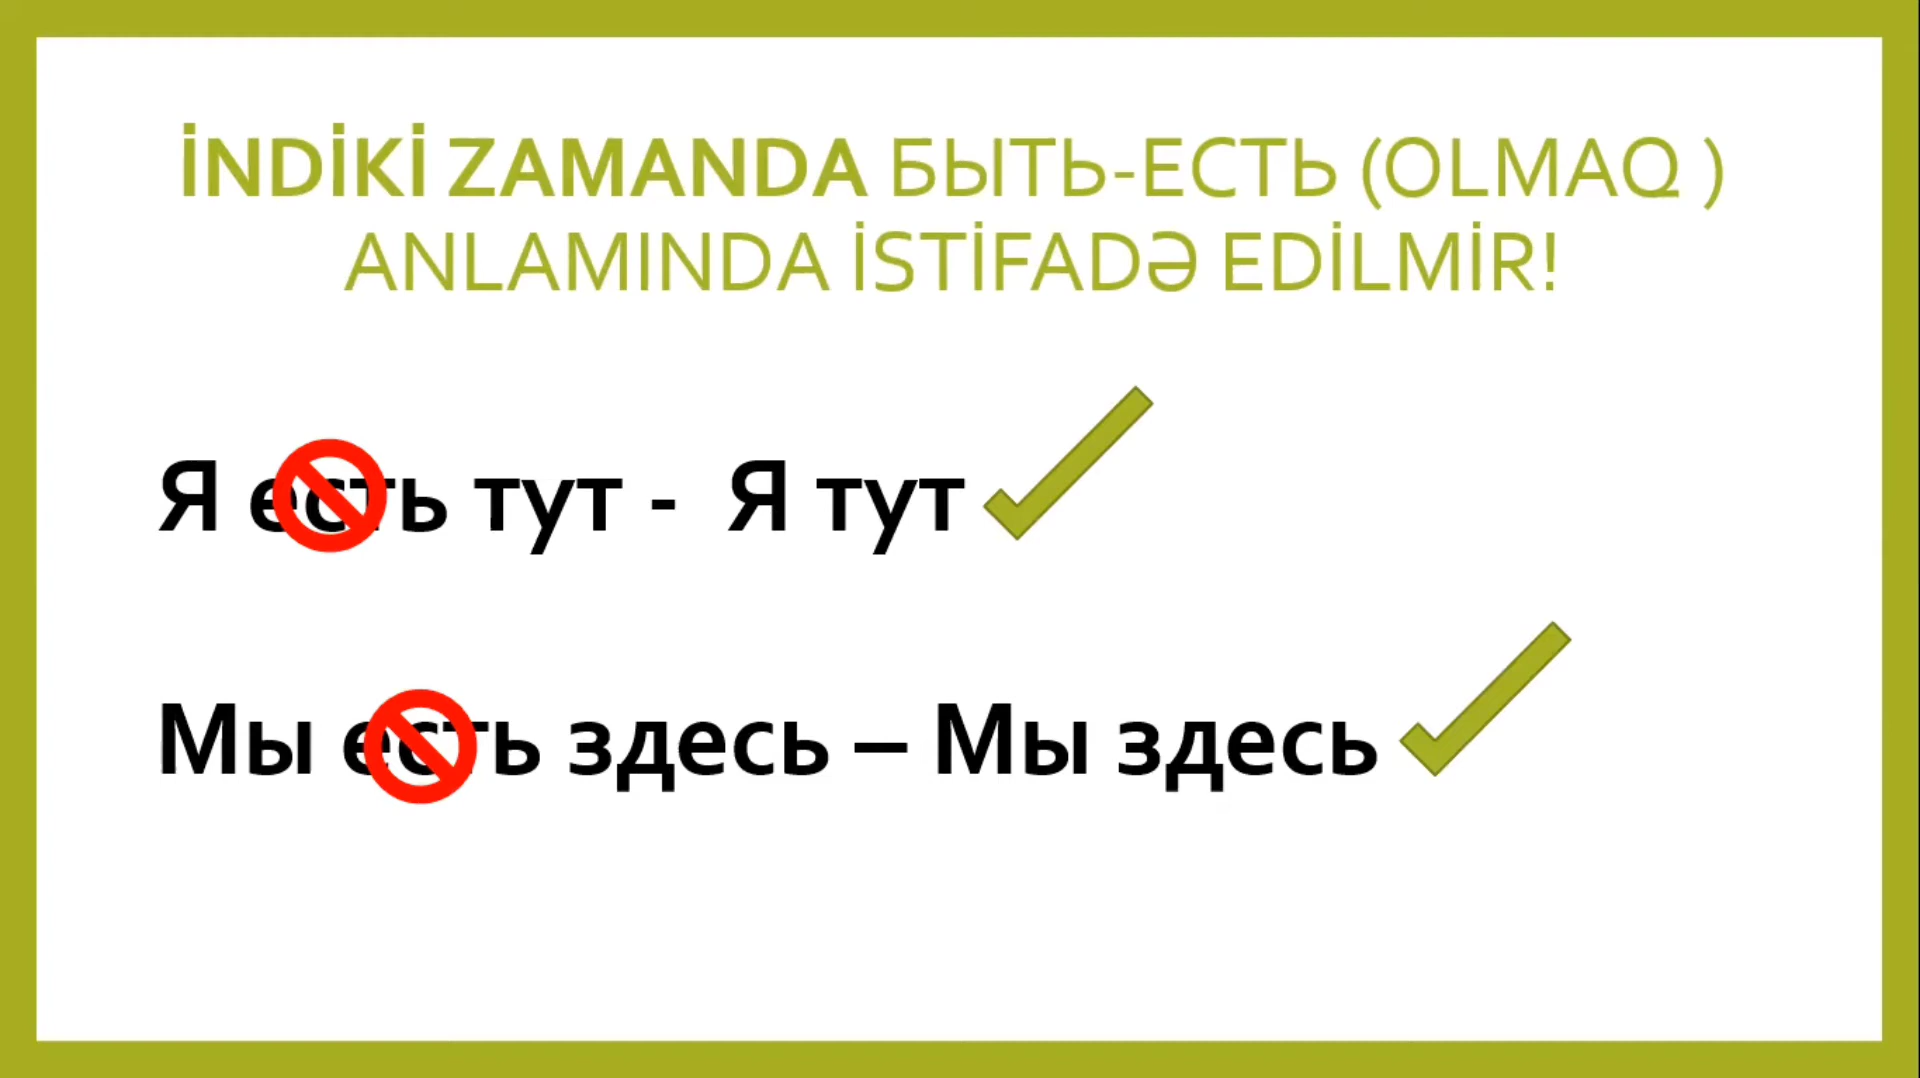 İNDİKİ ZAMANDA БЫТЬ-ЕСТЬ (OLMAQ )
ANLAMINDA İSTİFADƏ EDİLMİR!
Я есть тут - Я тут
Мы есть здесь – Мы здесь